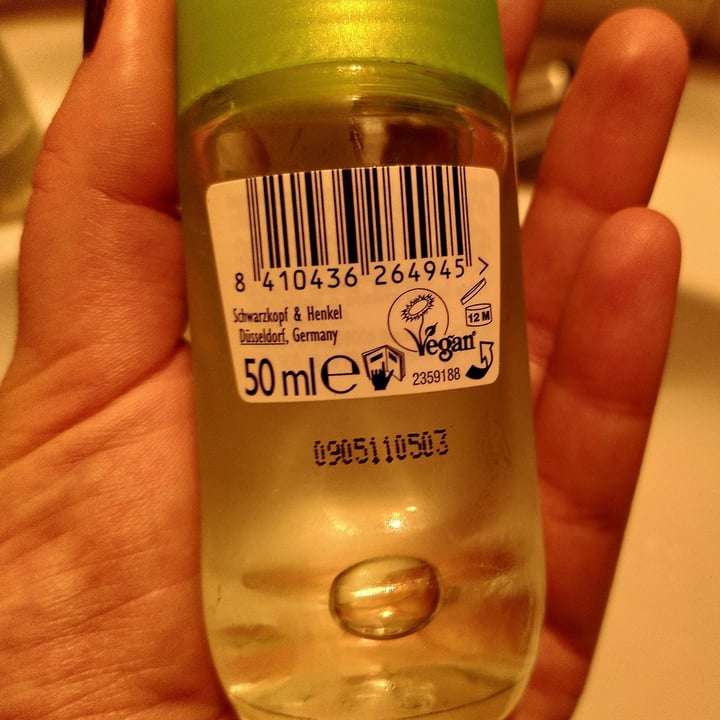 8 410436 264945 >
Schwarzkopf & Henkel
Düsseldorf, Germany
12 M
Vegan
50 ml e
2359188
0905110503